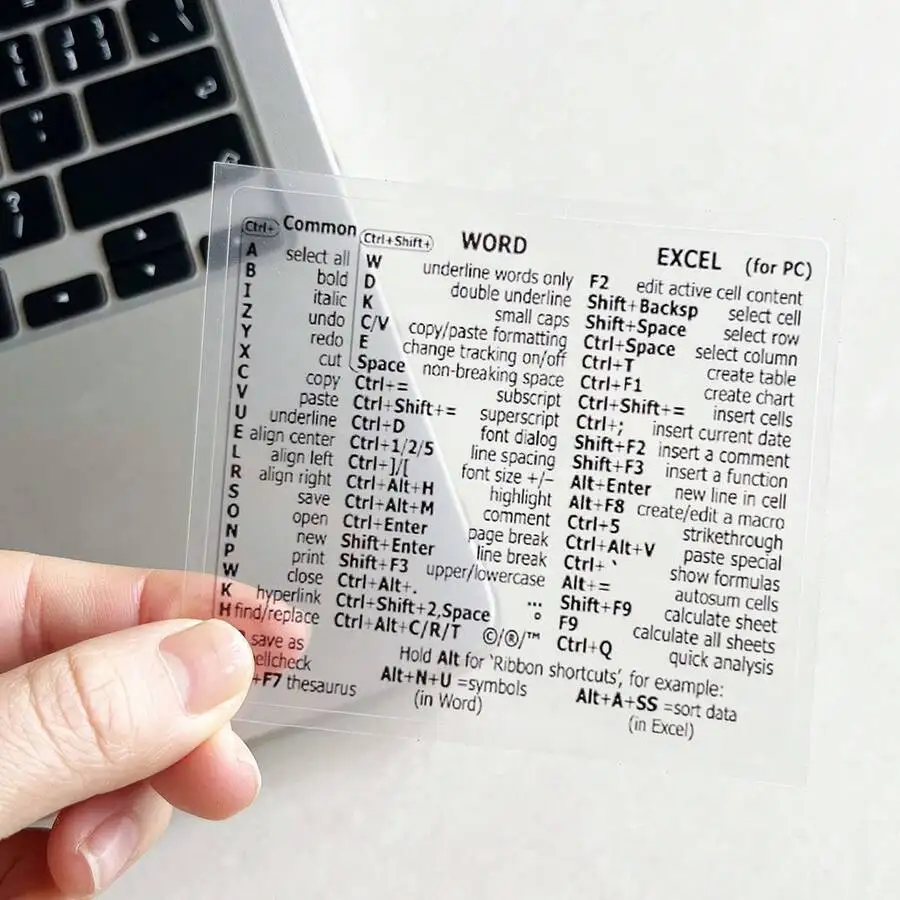 Ctrl+ Common
A select all
B bold
I italic
Z undo
Y redo
X cut
C copy
V paste
U underline
E align center
L align left
R align right
S save
O open
N new
P print
W close
K hyperlink
H find/replace
save as
ellcheck
+F7 thesaurus
Ctrl+Shift+ WORD
W underline words only
D double underline
K small caps
C/V copy/paste formatting
E change tracking on/off
Space non-breaking space
Ctrl+= subscript
Ctrl+Shift+= superscript
Ctrl+D font dialog
Ctrl+1/2/5 line spacing
Ctrl+]/[ font size +/-
Ctrl+Alt+H highlight
Ctrl+Alt+M comment
Ctrl+Enter page break
Shift+Enter line break
Shift+F3 upper/lowercase
Ctrl+Alt+. ...
Ctrl+Shift+2,Space °
Ctrl+Alt+C/R/T ©/®/™
EXCEL (for PC)
F2 edit active cell content
Shift+Backsp select cell
Shift+Space select row
Ctrl+Space select column
Ctrl+T create table
Ctrl+F1 create chart
Ctrl+Shift+= insert cells
Ctrl+; insert current date
Shift+F2 insert a comment
Shift+F3 insert a function
Alt+Enter new line in cell
Alt+F8 create/edit a macro
Ctrl+5 strikethrough
Ctrl+Alt+V paste special
Ctrl+ ` show formulas
Alt+= autosum cells
Shift+F9 calculate sheet
F9 calculate all sheets
Ctrl+Q quick analysis
Hold Alt for 'Ribbon shortcuts', for example:
Alt+N+U =symbols
(in Word)
Alt+A+SS =sort data
(in Excel)